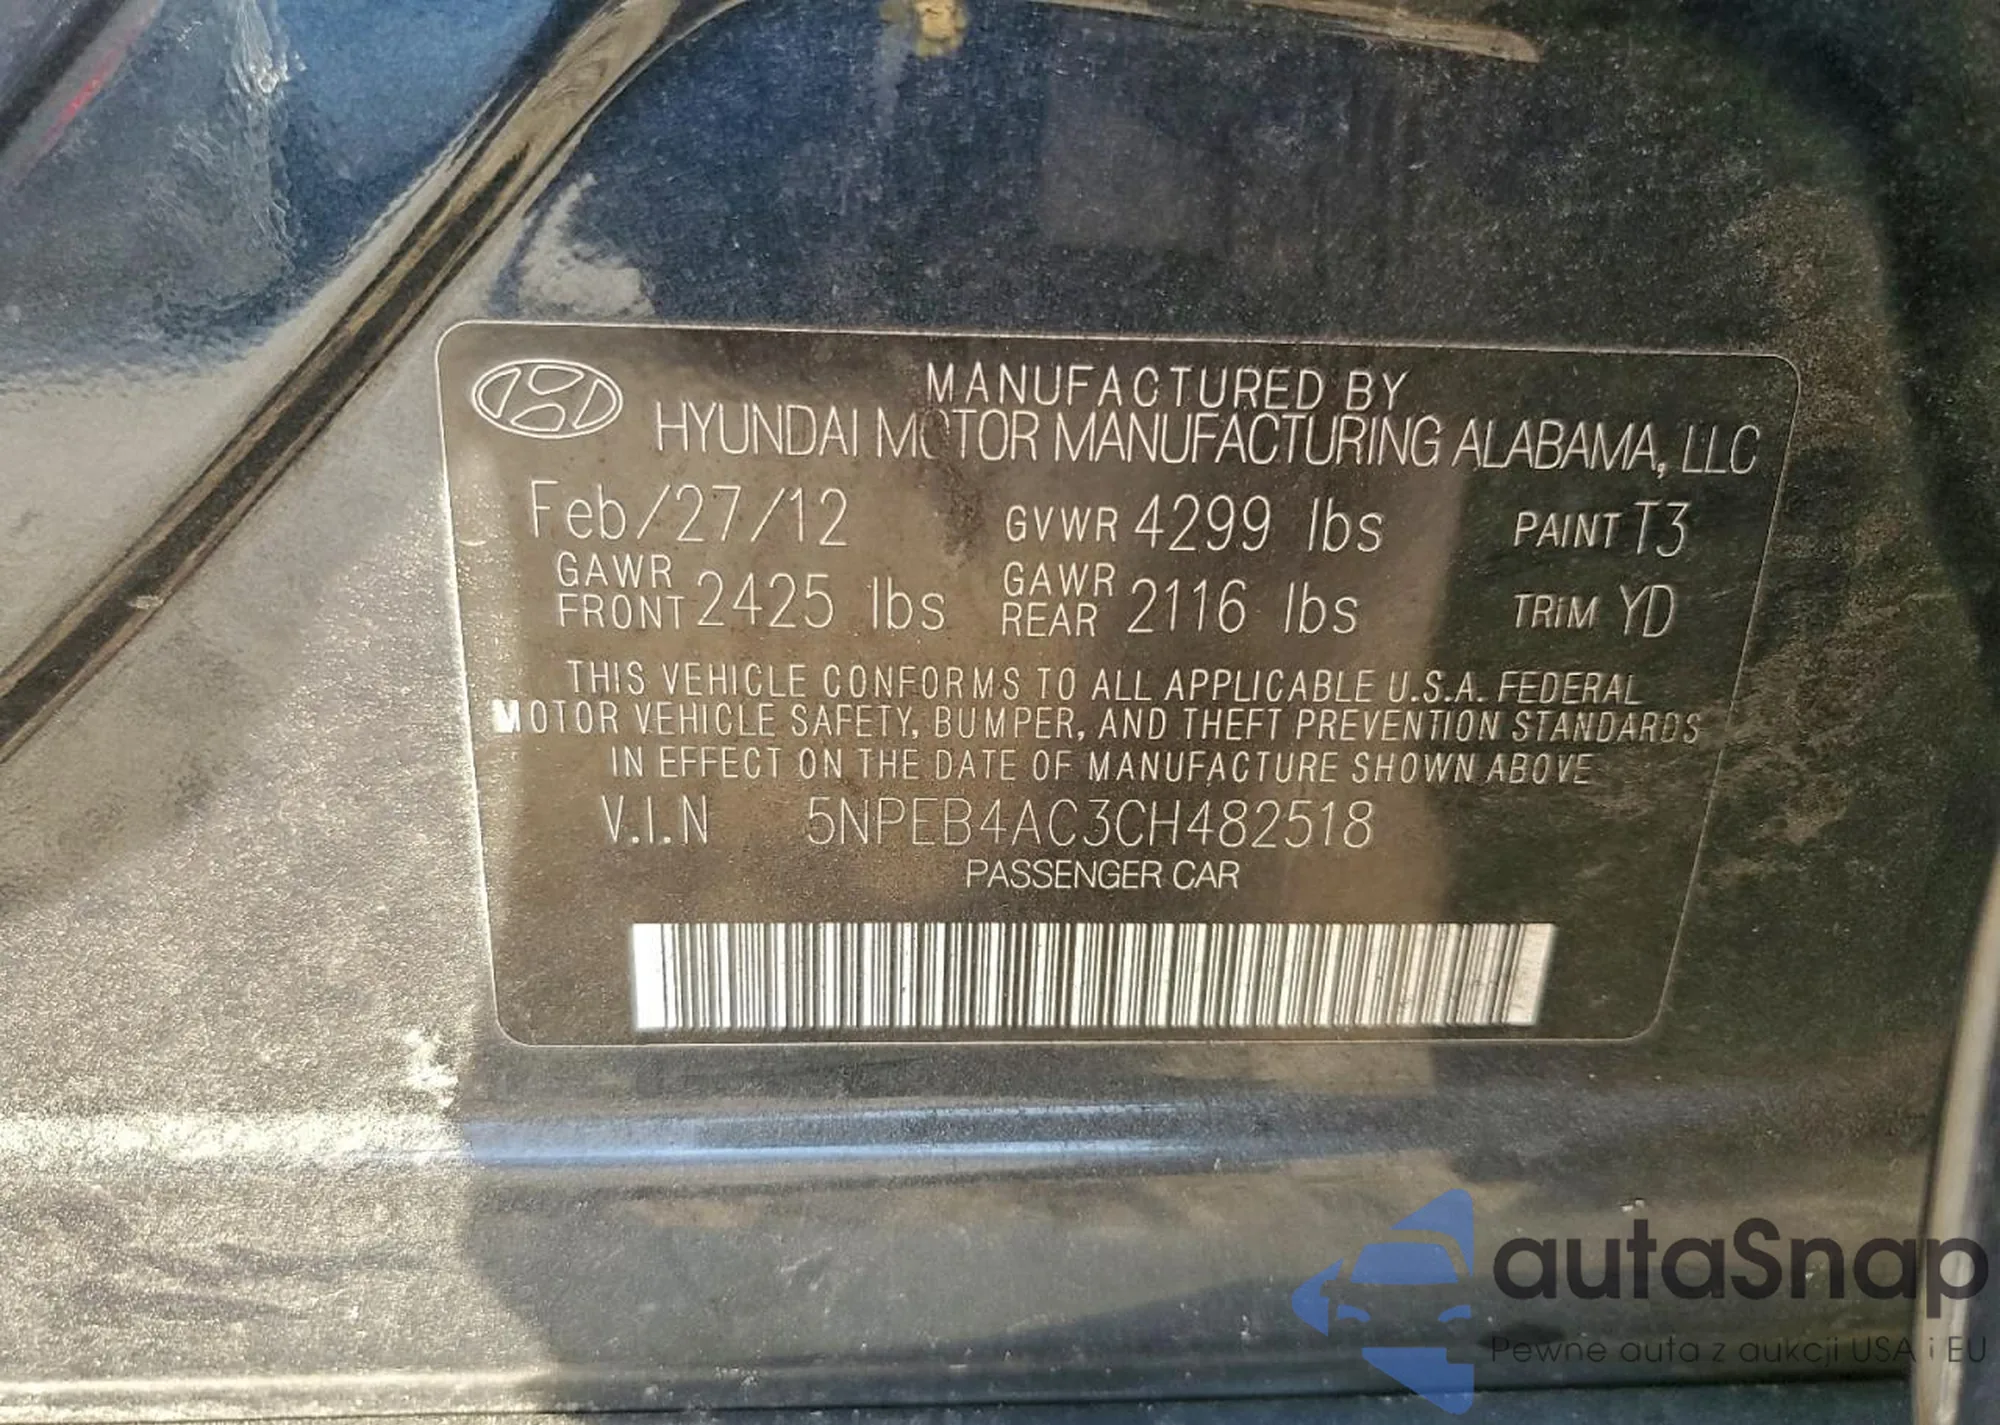 MANUFACTURED BY
HYUNDAI MOTOR MANUFACTURING ALABAMA, LLC
Feb/27/12 GVWR 4299 lbs PAINT T3
GAWR FRONT 2425 lbs GAWR REAR 2116 lbs TRIM YD
THIS VEHICLE CONFORMS TO ALL APPLICABLE U.S.A. FEDERAL
MOTOR VEHICLE SAFETY, BUMPER, AND THEFT PREVENTION STANDARDS
IN EFFECT ON THE DATE OF MANUFACTURE SHOWN ABOVE
V.I.N 5NPEB4AC3CH482518
PASSENGER CAR
autaSnap
Pewne auta z aukcji USA i EU